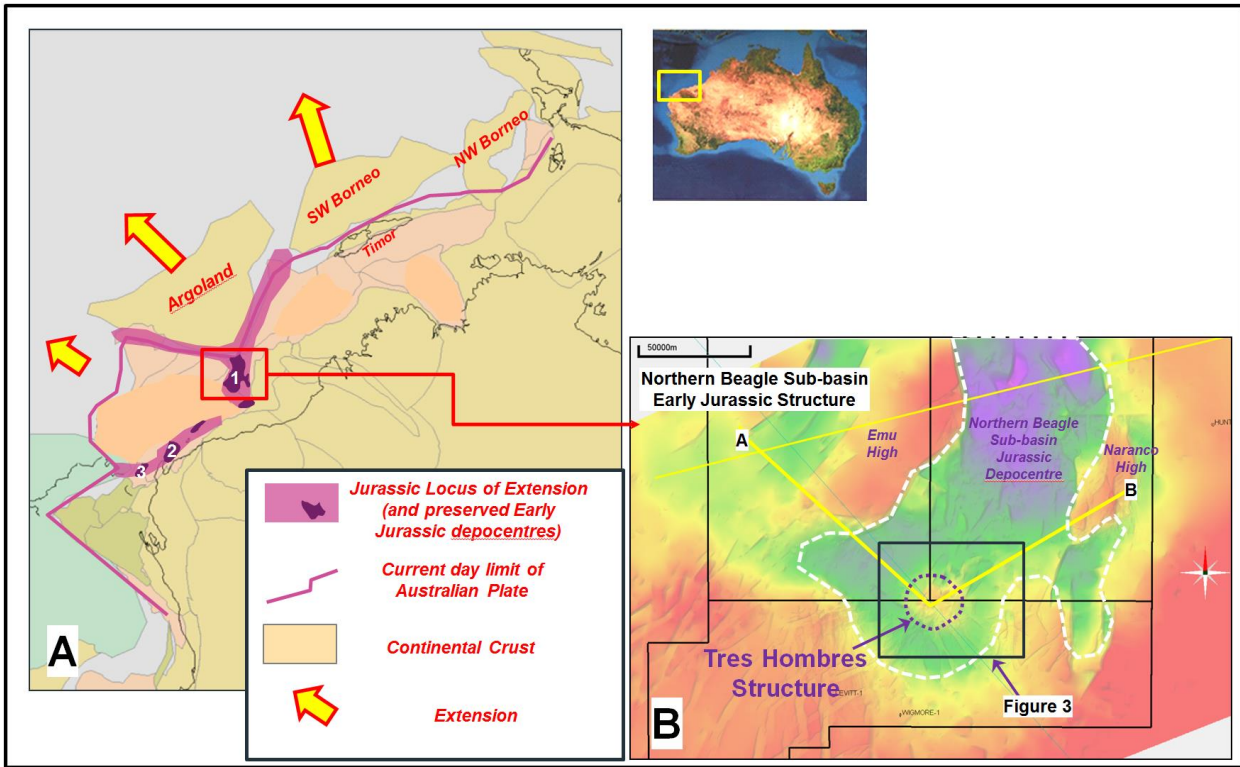 NW Borneo
SW Borneo
Timor
Argoland
1
2
3
A
Jurassic Locus of Extension
(and preserved Early
Jurassic depocentres)
Current day limit of
Australian Plate
Continental Crust
Extension
50000m
Northern Beagle Sub-basin
Early Jurassic Structure
A
Emu
High
Northern Beagle
Sub-basin
Jurassic
Depocentre
Naranco
High
B
HUNT
Tres Hombres
Structure
Figure 3
WIGMORE-1
B